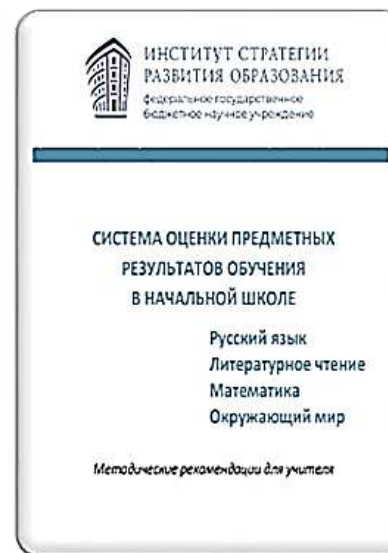 ИНСТИТУТ СТРАТЕГИИ
РАЗВИТИЯ ОБРАЗОВАНИЯ
федеральное государственное
бюджетное научное учреждение
СИСТЕМА ОЦЕНКИ ПРЕДМЕТНЫХ
РЕЗУЛЬТАТОВ ОБУЧЕНИЯ
В НАЧАЛЬНОЙ ШКОЛЕ
Русский язык
Литературное чтение
Математика
Окружающий мир
Методические рекомендации для учителя